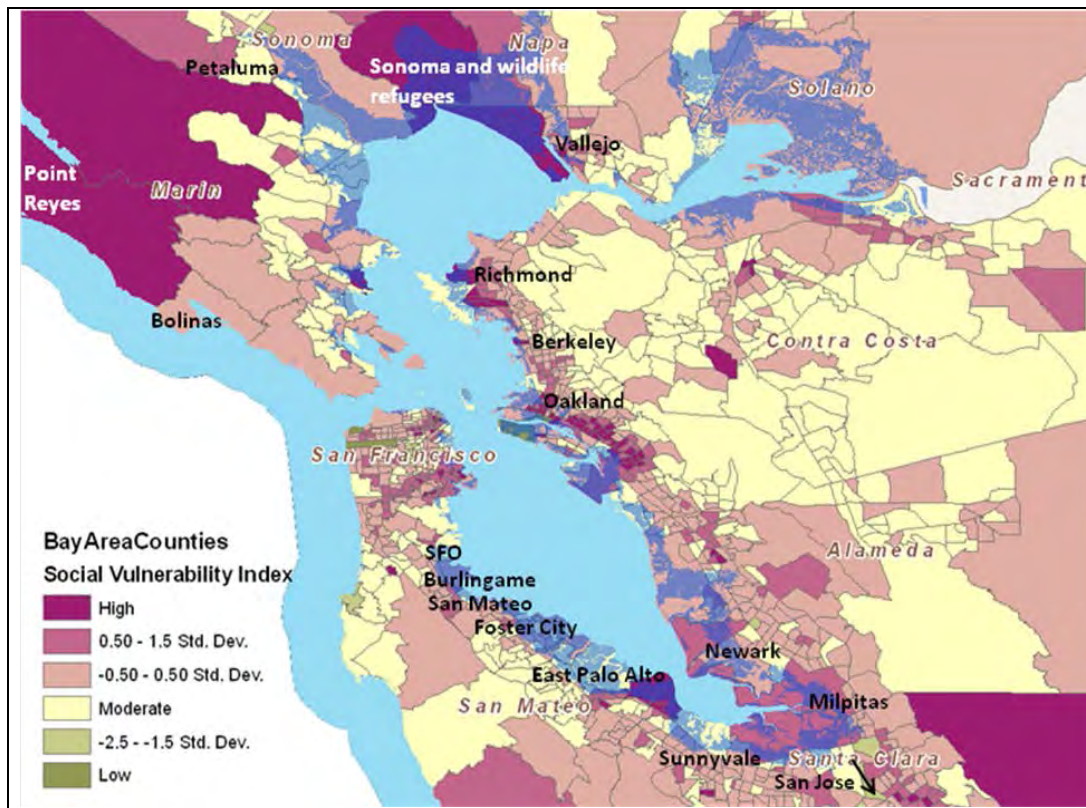 Sonoma
Napa
Petaluma
Sonoma and wildlife
refugees
Solano
Vallejo
Point
Reyes
Marin
Sacrament
Richmond
Bolinas
Berkeley
Contra Costa
Oakland
San Francisco
BayAreaCounties
Social Vulnerability Index
High
0.50 - 1.5 Std. Dev.
-0.50 - 0.50 Std. Dev.
Moderate
-2.5 - -1.5 Std. Dev.
Low
SFO
Burlingame
San Mateo
Foster City
Alameda
Newark
East Palo Alto
San Mateo
Milpitas
Sunnyvale
Santa Clara
San Jose